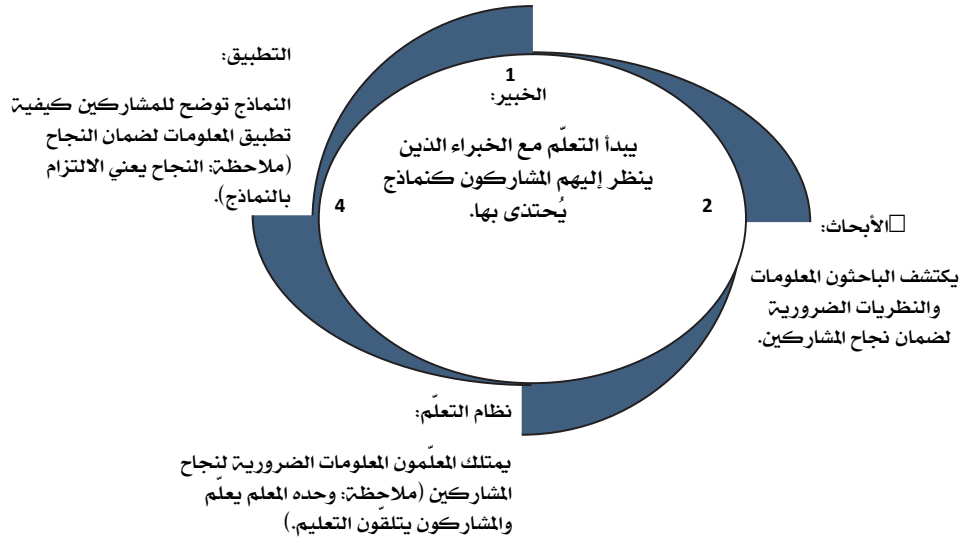 1
الخبير:
يبدأ التعلّم مع الخبراء الذين
ينظر إليهم المشاركون كنماذج
يُحتذى بها.
2
□الأبحاث:
يكتشف الباحثون المعلومات
والنظريات الضرورية
لضمان نجاح المشاركين.
نظام التعلّم:
يمتلك المعلّمون المعلومات الضرورية لنجاح
المشاركين (ملاحظة: وحده المعلم يعلّم
والمشاركون يتلقّون التعليم.)
4
التطبيق:
النماذج توضح للمشاركين كيفية
تطبيق المعلومات لضمان النجاح
(ملاحظة: النجاح يعني الالتزام
بالنماذج).